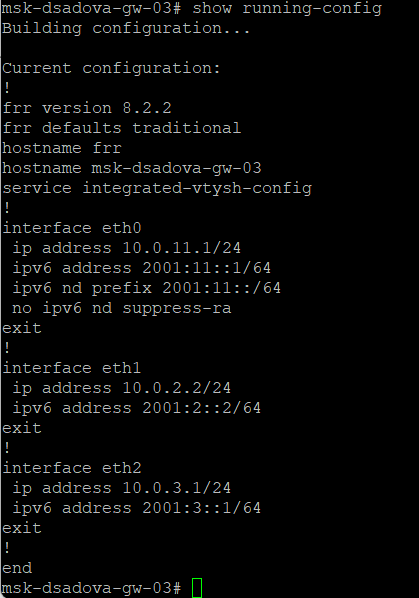 msk-dsadova-gw-03# show running-config
Building configuration...

Current configuration:
!
frr version 8.2.2
frr defaults traditional
hostname frr
hostname msk-dsadova-gw-03
service integrated-vtysh-config
!
interface eth0
 ip address 10.0.11.1/24
 ipv6 address 2001:11::1/64
 ipv6 nd prefix 2001:11::/64
 no ipv6 nd suppress-ra
exit
!
interface eth1
 ip address 10.0.2.2/24
 ipv6 address 2001:2::2/64
exit
!
interface eth2
 ip address 10.0.3.1/24
 ipv6 address 2001:3::1/64
exit
!
end
msk-dsadova-gw-03#